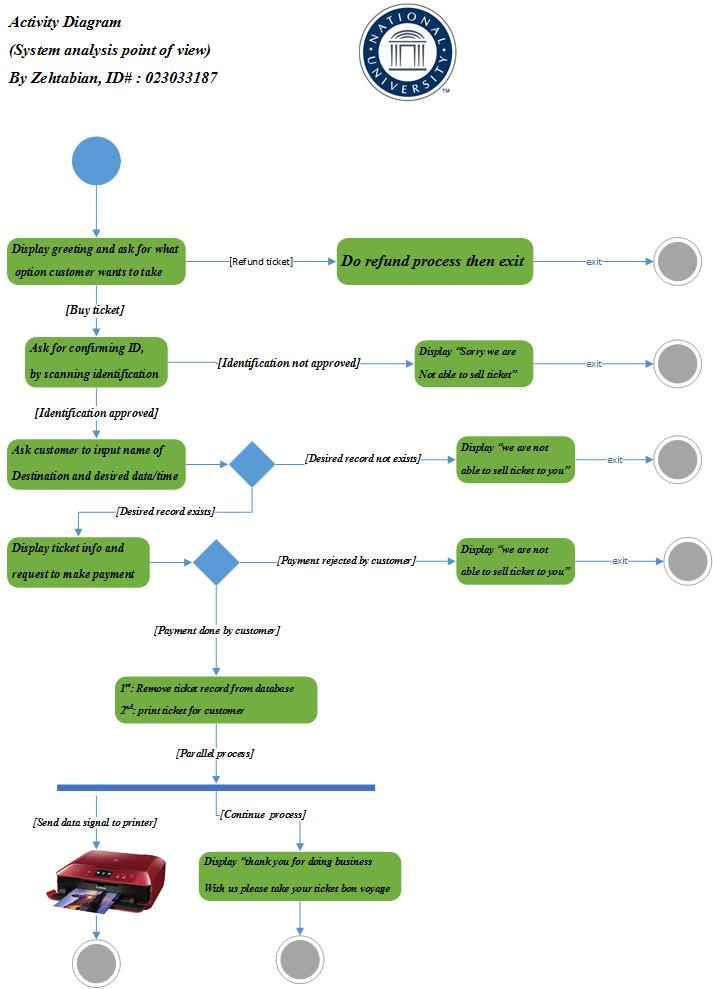 Activity Diagram
(System analysis point of view)
By Zehtabian, ID# : 023033187
NATIONAL UNIVERSITY
TM
Display greeting and ask for what
option customer wants to take
[Refund ticket]
Do refund process then exit
exit
[Buy ticket]
Ask for confirming ID,
by scanning identification
[Identification not approved]
Display “Sorry we are
Not able to sell ticket”
exit
[Identification approved]
Ask customer to input name of
Destination and desired data/time
[Desired record not exists]
Display “we are not
able to sell ticket to you”
exit
[Desired record exists]
Display ticket info and
request to make payment
[Payment rejected by customer]
Display “we are not
able to sell ticket to you”
exit
[Payment done by customer]
1st: Remove ticket record from database
2nd: print ticket for customer
[Parallel process]
[Send data signal to printer]
[Continue process]
Canon
Display “thank you for doing business
With us please take your ticket bon voyage